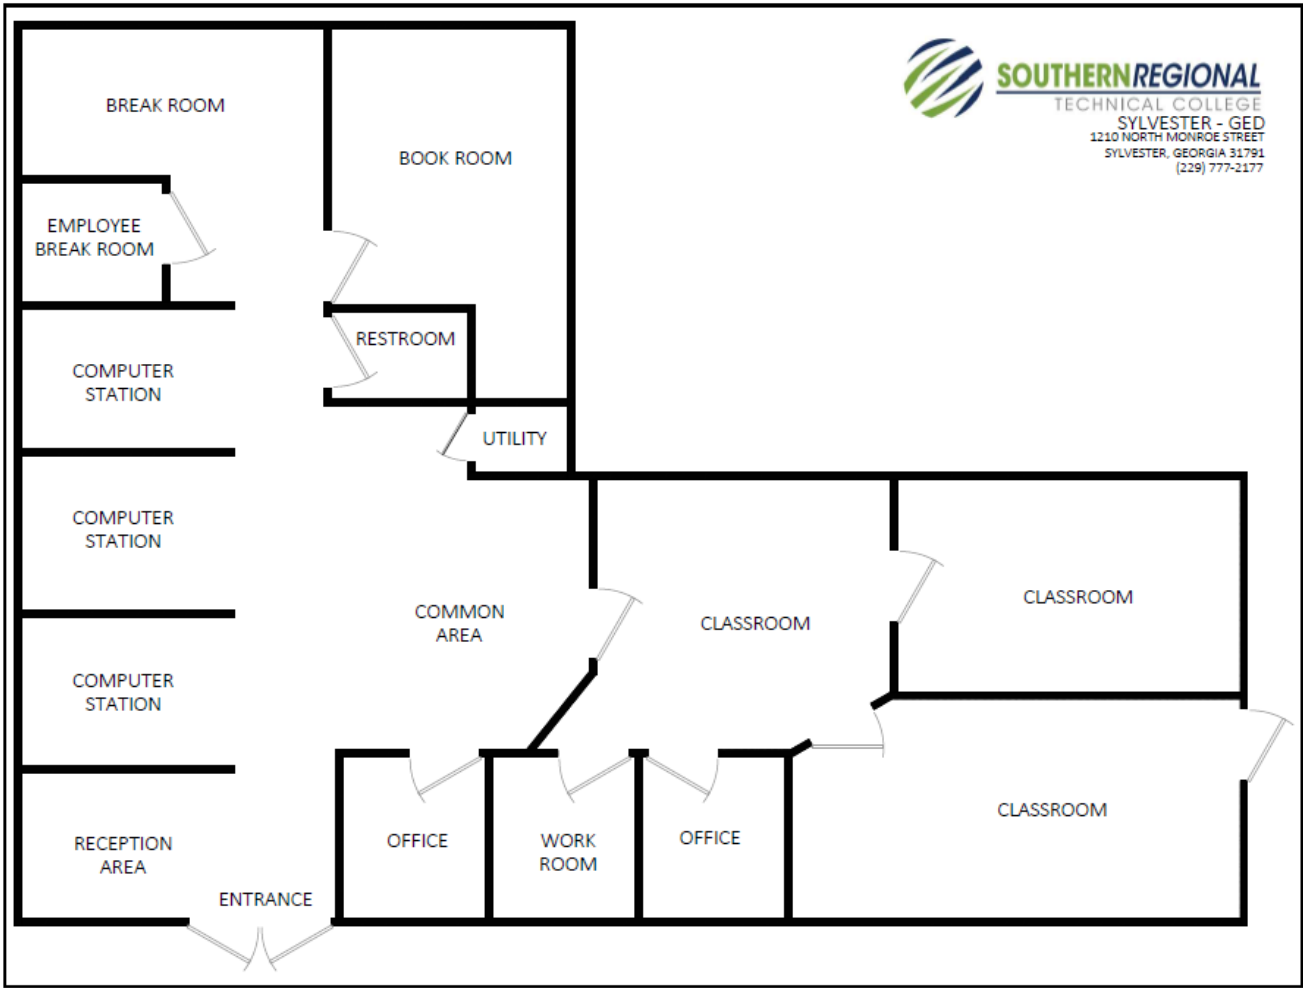 SOUTHERN REGIONAL
TECHNICAL COLLEGE
SYLVESTER - GED
1210 NORTH MONROE STREET
SYLVESTER, GEORGIA 31791
(229) 777-2177
BREAK ROOM
BOOK ROOM
EMPLOYEE
BREAK ROOM
RESTROOM
COMPUTER
STATION
UTILITY
COMPUTER
STATION
COMMON
AREA
CLASSROOM
CLASSROOM
COMPUTER
STATION
RECEPTION
AREA
OFFICE
WORK
ROOM
OFFICE
CLASSROOM
ENTRANCE